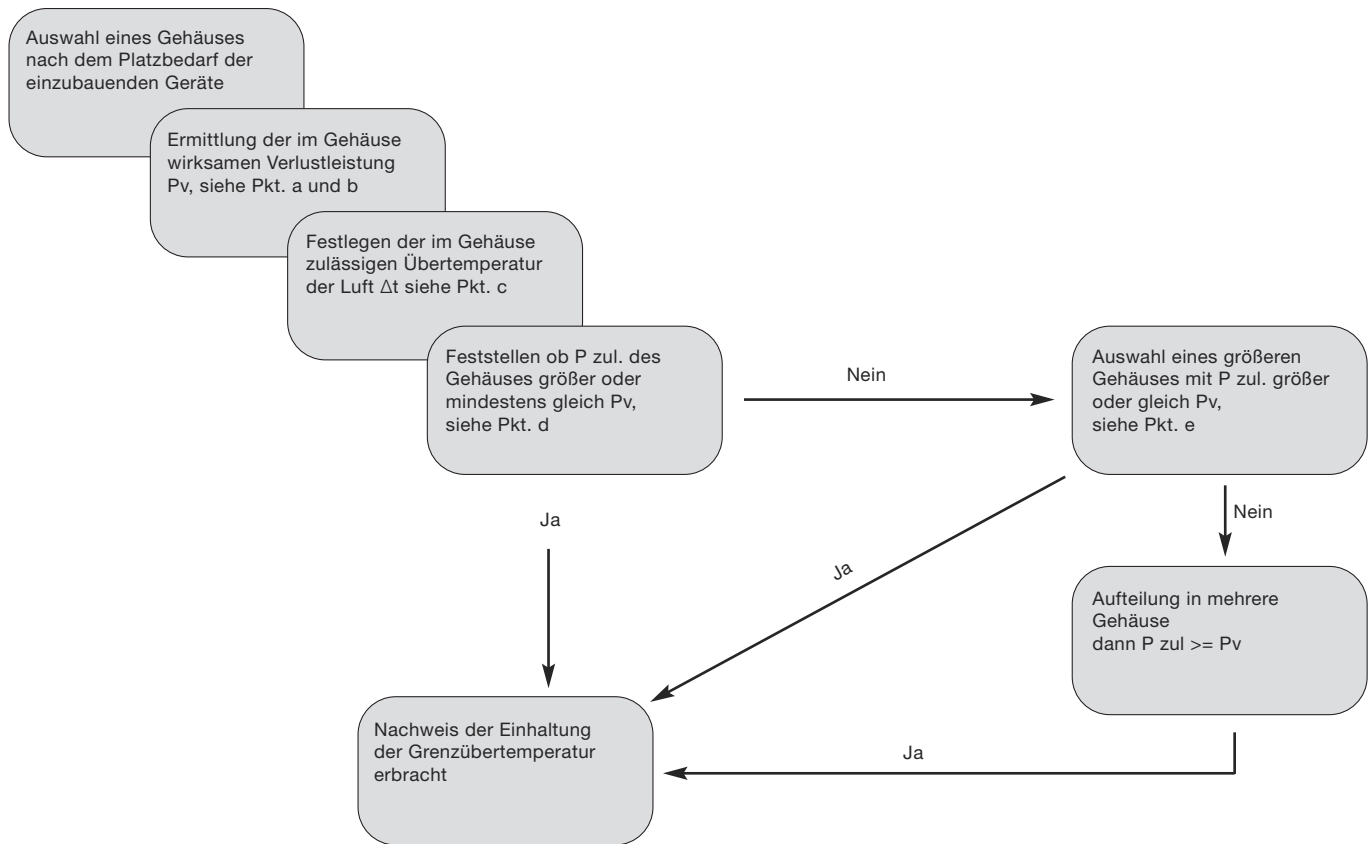 Auswahl eines Gehäuses
nach dem Platzbedarf der
einzubauenden Geräte
Ermittlung der im Gehäuse
wirksamen Verlustleistung
Pv, siehe Pkt. a und b
Festlegen der im Gehäuse
zulässigen Übertemperatur
der Luft Δt siehe Pkt. c
Feststellen ob P zul. des
Gehäuses größer oder
mindestens gleich Pv,
siehe Pkt. d
Nein
Auswahl eines größeren
Gehäuses mit P zul. größer
oder gleich Pv,
siehe Pkt. e
Ja
Ja
Nein
Aufteilung in mehrere
Gehäuse
dann P zul >= Pv
Ja
Nachweis der Einhaltung
der Grenzübertemperatur
erbracht